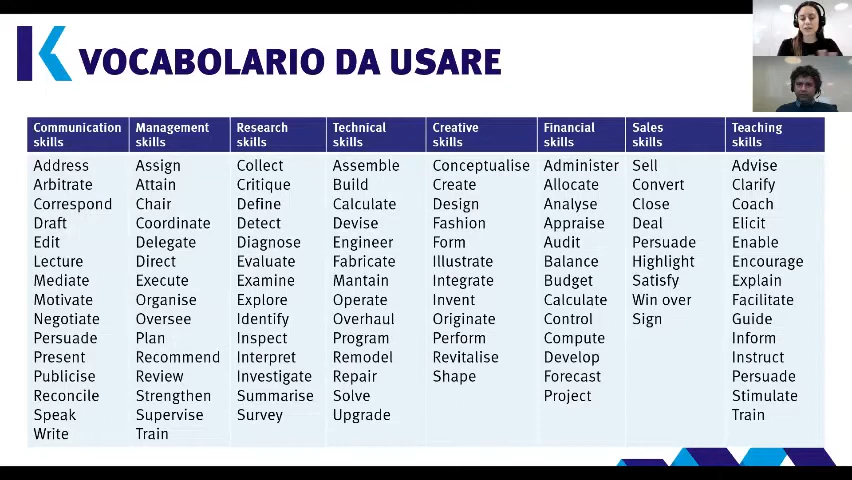 K VOCABOLARIO DA USARE
Communication skills
Address
Arbitrate
Correspond
Draft
Edit
Lecture
Mediate
Motivate
Negotiate
Persuade
Present
Publicise
Reconcile
Speak
Write
Management skills
Assign
Attain
Chair
Coordinate
Delegate
Direct
Execute
Organise
Oversee
Plan
Recommend
Review
Strengthen
Supervise
Train
Research skills
Collect
Critique
Define
Detect
Diagnose
Evaluate
Examine
Explore
Identify
Inspect
Interpret
Investigate
Summarise
Survey
Technical skills
Assemble
Build
Calculate
Devise
Engineer
Fabricate
Mantain
Operate
Overhaul
Program
Remodel
Repair
Solve
Upgrade
Creative skills
Conceptualise
Create
Design
Fashion
Form
Illustrate
Integrate
Invent
Originate
Perform
Revitalise
Shape
Financial skills
Administer
Allocate
Analyse
Appraise
Audit
Balance
Budget
Calculate
Control
Compute
Develop
Forecast
Project
Sales skills
Sell
Convert
Close
Deal
Persuade
Highlight
Satisfy
Win over
Sign
Teaching skills
Advise
Clarify
Coach
Elicit
Enable
Encourage
Explain
Facilitate
Guide
Inform
Instruct
Persuade
Stimulate
Train